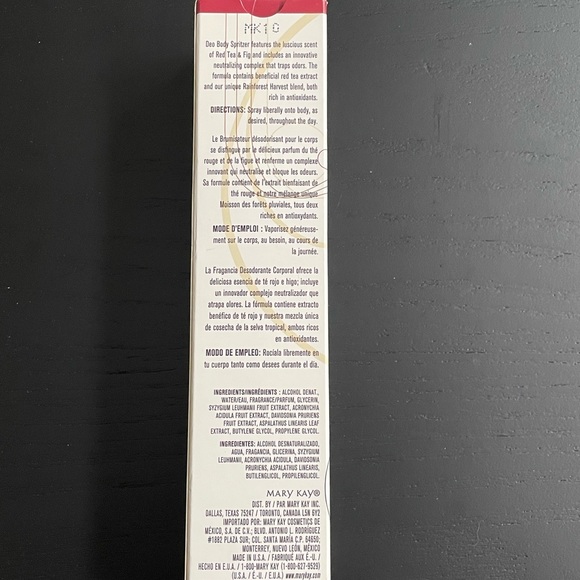 MK10
Deo Body Spritzer features the luscious scent
of Red Tea & Fig and includes an innovative
neutralizing complex that traps odors. The
formula contains beneficial red tea extract
and our unique Rainforest Harvest blend, both
rich in antioxidants.
DIRECTIONS: Spray liberally onto body, as
desired, throughout the day.
Le Brumisateur désodorisant pour le corps
se distingue par le délicieux parfum du thé
rouge et de la figue et renferme un complexe
innovant qui neutralise et bloque les odeurs.
Sa formule contient de l'extrait bienfaisant de
thé rouge et notre mélange unique
Moisson des forêts pluviales, tous deux
riches en antioxydants.
MODE D'EMPLOI : Vaporisez généreuse-
ment sur le corps, au besoin, au cours de
la journée.
La Fragancia Desodorante Corporal ofrece la
deliciosa esencia de té rojo e higo; incluye
un innovador complejo neutralizador que
atrapa olores. La fórmula contiene extracto
benéfico de té rojo y nuestra mezcla única
de cosecha de la selva tropical, ambos ricos
en antioxidantes.
MODO DE EMPLEO: Rocíala libremente en
tu cuerpo tanto como desees durante el día.
INGREDIENTS/INGRÉDIENTS : ALCOHOL DENAT.,
WATER/EAU, FRAGRANCE/PARFUM, GLYCERIN,
SYZYGIUM LEUHMANII FRUIT EXTRACT, ACRONYCHIA
ACIDULA FRUIT EXTRACT, DAVIDSONIA PRURIENS
FRUIT EXTRACT, ASPALATHUS LINEARIS LEAF
EXTRACT, BUTYLENE GLYCOL, PROPYLENE GLYCOL.
INGREDIENTES: ALCOHOL DESNATURALIZADO,
AGUA, FRAGANCIA, GLICERINA, SYZYGIUM
LEUHMANII, ACRONYCHIA ACIDULA, DAVIDSONIA
PRURIENS, ASPALATHUS LINEARIS,
BUTILENGLICOL, PROPILENGLICOL.
MARY KAY®
DIST. BY / PAR MARY KAY INC.
DALLAS, TEXAS 75247 / TORONTO, CANADA L5N 6Y2
IMPORTADO POR: MARY KAY COSMETICS DE
MÉXICO, S.A. DE C.V.; BLVD. ANTONIO L. RODRÍGUEZ
#1882 PLAZA SUR; COL. SANTA MARÍA C.P. 64650;
MONTERREY, NUEVO LEÓN, MÉXICO
MADE IN U.S.A. / FABRIQUÉ AUX É.-U. /
HECHO EN E.U.A. / 1-800-MARY KAY (1-800-627-9529)
(U.S.A. / É.-U. / E.U.A.) www.marykay.com